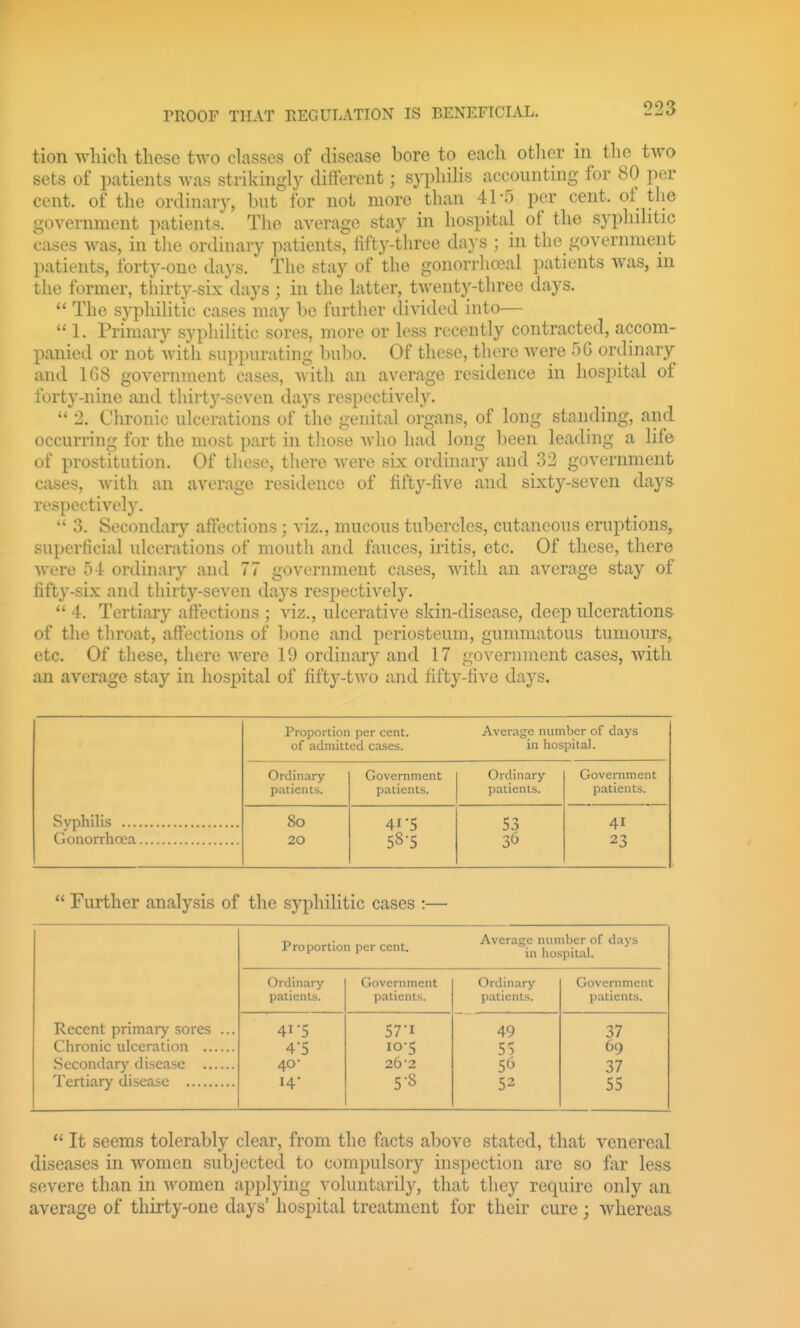 PROOF THAT REGULATION IS BENEFICIAL. 223
tion which these two classes of disease bore to each other in the two
sets of patients was strikingly different; syphilis accounting for 80 per
cent. of the ordinary, but for not more than 41·5 per cent. of the
government patients. The average stay in hospital of the syphilitic
cases was, in the ordinary patients, fifty-three days ; in the government
patients, forty-one days. The stay of the gonorrhœal patients was, in
the former, thirty-six days ; in the latter, twenty-three days.
“ The syphilitic cases may be further divided into—
“ 1. Primary syphilitic sores, more or less recently contracted, accom-
panied or not with suppurating bubo. Of these, there were 56 ordinary
and 168 government cases, with an average residence in hospital of
forty-nine and thirty-seven days respectively.
“ 2. Chronic ulcerations of the genital organs, of long standing, and
occurring for the most part in those who had long been leading a life
of prostitution. Of these, there were six ordinary and 32 government
cases, with an average residence of fifty-five and sixty-seven days
respectively.
“ 3. Secondary affections ; viz., mucous tubercles, cutaneous eruptions,
superficial ulcerations of mouth and fauces, iritis, etc. Of these, there
were 54 ordinary and 77 government cases, with an average stay of
fifty-six and thirty-seven days respectively.
“ 4. Tertiary affections ; viz., ulcerative skin-disease, deep ulcerations
of the throat, affections of bone and periosteum, gummatous tumours,
etc. Of these, there were 19 ordinary and 17 government cases, with
an average stay in hospital of fifty-two and fifty-five days.
Proportion per cent. Average number of days
of admitted cases. in hospital.
Ordinary Government Ordinary Government
patients. patients. patients. patients.
Syphilis ........................ 80 41·5 53 41
Gonorrhœa..................... 20 58·5 36 23
“ Further analysis of the syphilitic cases :—
Proportion per cent. Average number of days
in hospital.
Ordinary Government Ordinary Government
patients. patients. patients. patients.
Recent primary sores ... 41·5 57·1 49 37
Chronic ulceration ...... 4·5 10·5 55 69
Secondary disease ...... 40· 26·2 56 37
Tertiary disease ......... 14· 5·8 52 55
“ It seems tolerably clear, from the facts above stated, that venereal
diseases in women subjected to compulsory inspection are so far less
severe than in women applying voluntarily, that they require only an
average of thirty-one days’ hospital treatment for their cure ; whereas